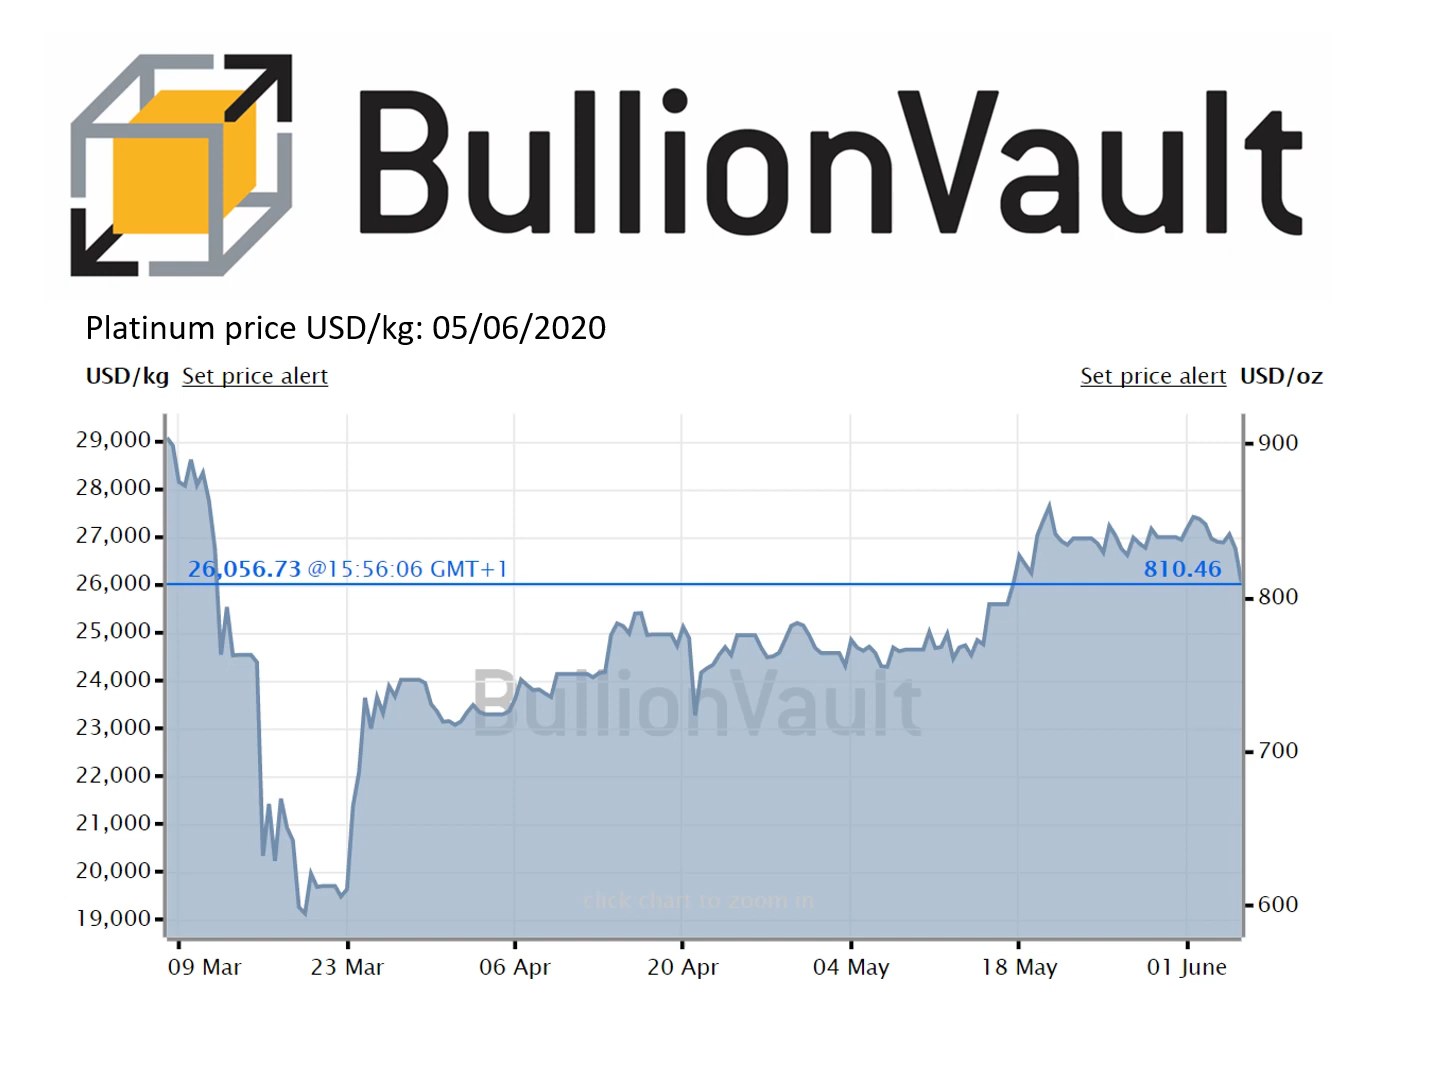 BullionVault
Platinum price USD/kg: 05/06/2020
USD/kg Set price alert Set price alert USD/oz
29,000 900
28,000
27,000
26,056.73 @15:56:06 GMT+1 810.46
26,000 800
25,000
24,000
BullionVault
23,000
22,000 700
21,000
20,000
click chart to zoom in
19,000 600
09 Mar 23 Mar 06 Apr 20 Apr 04 May 18 May 01 June